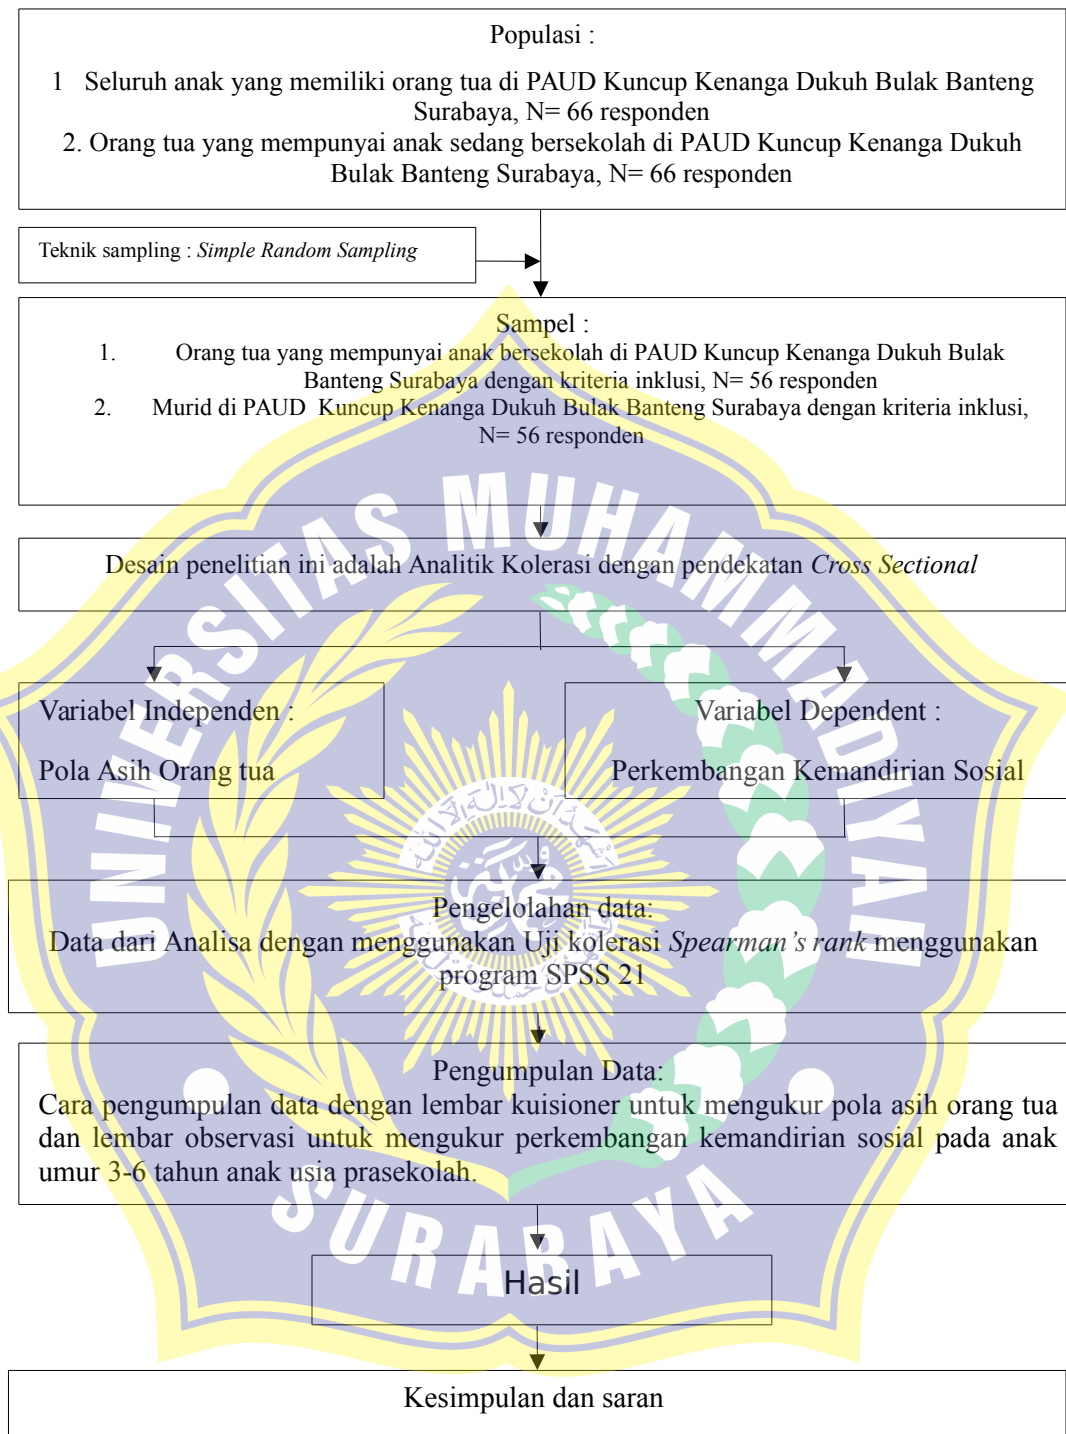 Populasi :
1 Seluruh anak yang memiliki orang tua di PAUD Kuncup Kenanga Dukuh Bulak Banteng
Surabaya, N= 66 responden
2. Orang tua yang mempunyai anak sedang bersekolah di PAUD Kuncup Kenanga Dukuh
Bulak Banteng Surabaya, N= 66 responden
Teknik sampling : Simple Random Sampling
Sampel :
1. Orang tua yang mempunyai anak bersekolah di PAUD Kuncup Kenanga Dukuh Bulak
Banteng Surabaya dengan kriteria inklusi, N= 56 responden
2. Murid di PAUD Kuncup Kenanga Dukuh Bulak Banteng Surabaya dengan kriteria inklusi,
N= 56 responden
Desain penelitian ini adalah Analitik Kolerasi dengan pendekatan Cross Sectional
Variabel Independen :
Pola Asih Orang tua
Variabel Dependent :
Perkembangan Kemandirian Sosial
Pengelolahan data:
Data dari Analisa dengan menggunakan Uji kolerasi Spearman’s rank menggunakan
program SPSS 21
Pengumpulan Data:
Cara pengumpulan data dengan lembar kuisioner untuk mengukur pola asih orang tua
dan lembar observasi untuk mengukur perkembangan kemandirian sosial pada anak
umur 3-6 tahun anak usia prasekolah.
Hasil
Kesimpulan dan saran
UNIVERSITAS MUHAMMADIYAH
SURABAYA